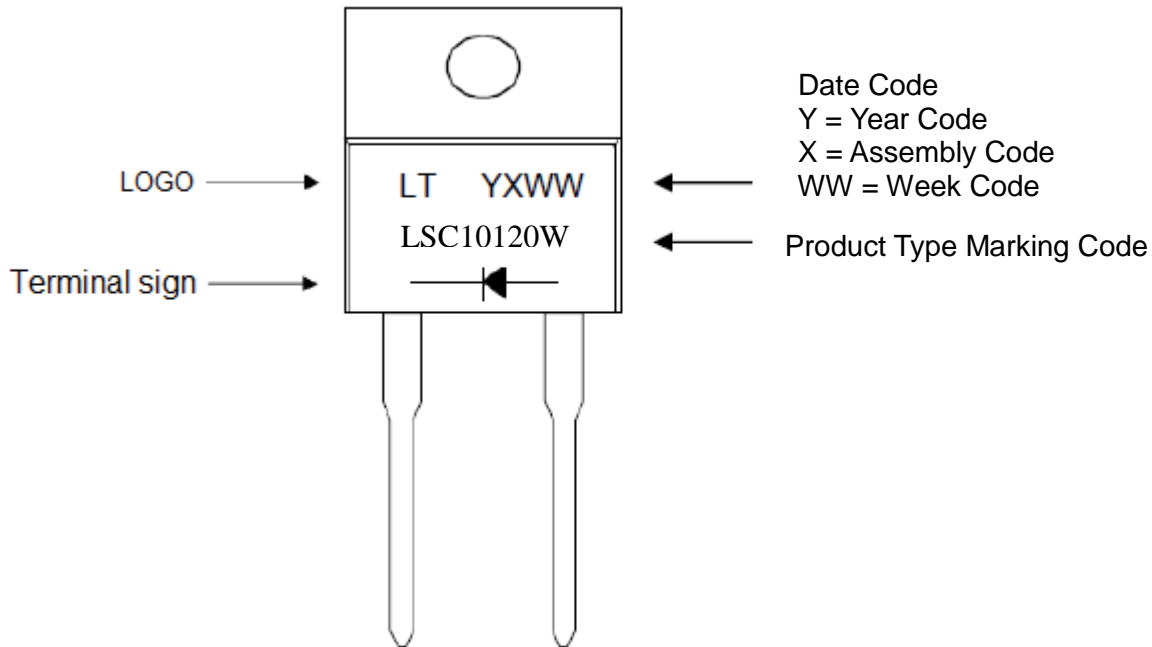 Date Code
Y = Year Code
X = Assembly Code
WW = Week Code
LOGO
LT YXWW
LSC10120W
Product Type Marking Code
Terminal sign